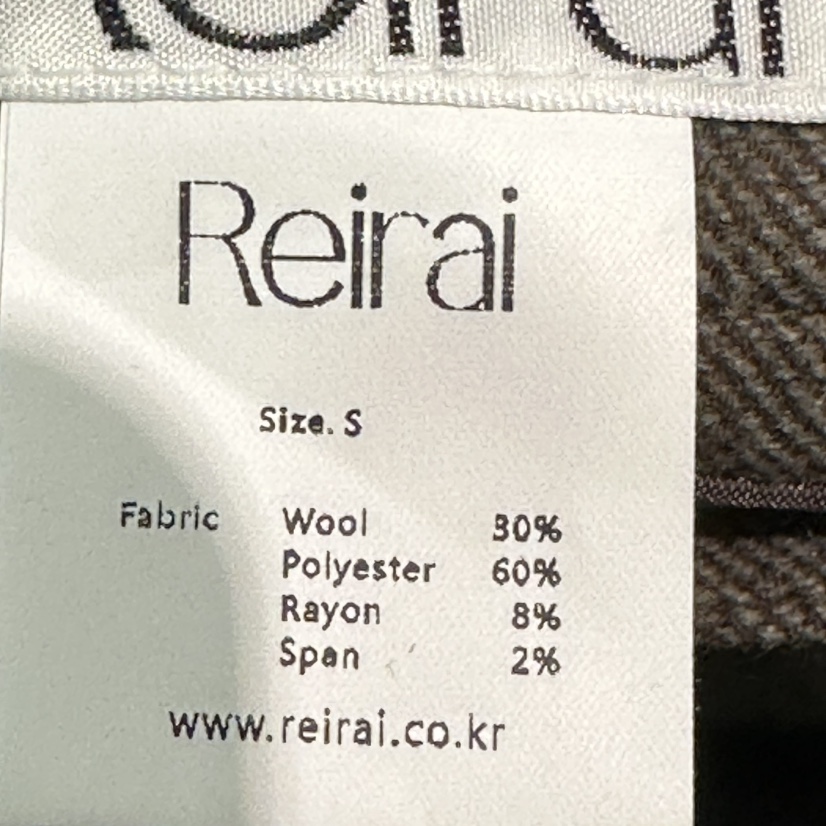 Reirai
Size. S
Fabric Wool 30%
Polyester 60%
Rayon 8%
Span 2%
www.reirai.co.kr